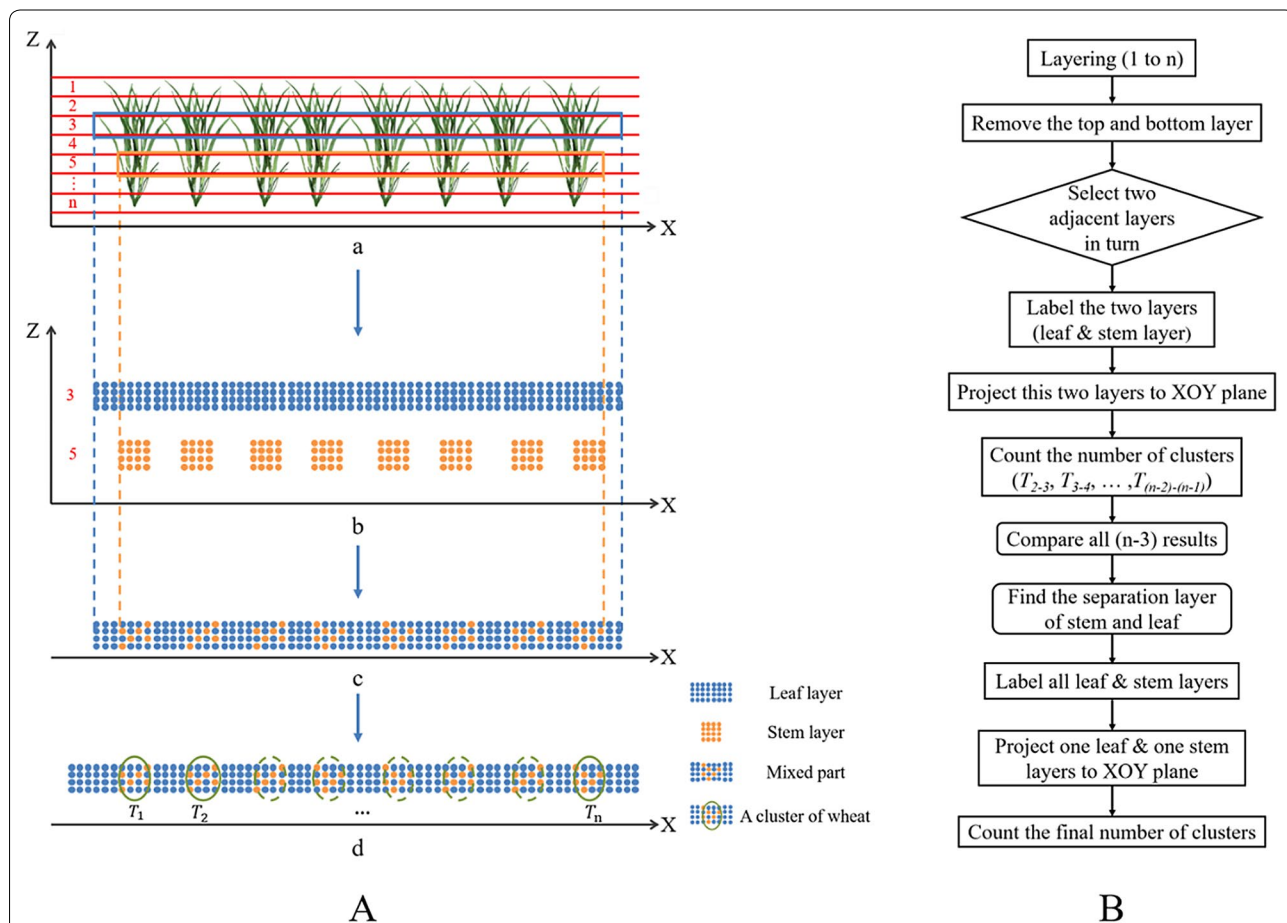 Z
1
2
3
4
5
⋮
n
X
a
Z
3
5
X
b
X
c
T1
T2
...
Tn
X
d
Leaf layer
Stem layer
Mixed part
A cluster of wheat
A
Layering (1 to n)
Remove the top and bottom layer
Select two
adjacent layers
in turn
Label the two layers
(leaf & stem layer)
Project this two layers to XOY plane
Count the number of clusters
(T2-3, T3-4, … ,T(n-2)-(n-1))
Compare all (n-3) results
Find the separation layer
of stem and leaf
Label all leaf & stem layers
Project one leaf & one stem
layers to XOY plane
Count the final number of clusters
B